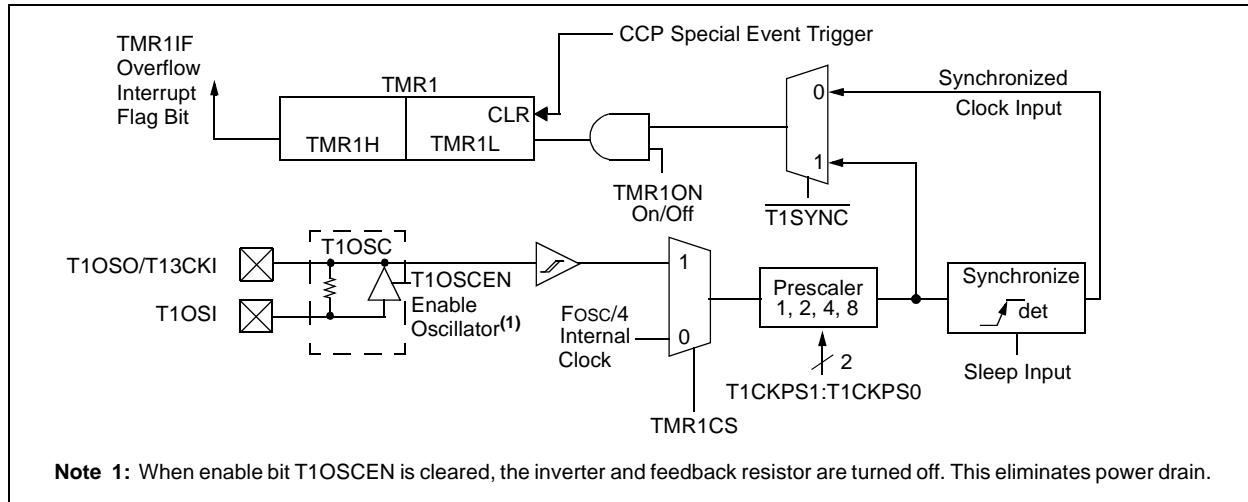 TMR1IF
Overflow
Interrupt
Flag Bit
TMR1
TMR1H
TMR1L
CLR
CCP Special Event Trigger
TMR1ON
On/Off
0
1
T1SYNC
Synchronized
Clock Input
T1OSO/T13CKI
T1OSI
T1OSC
T1OSCEN
Enable
Oscillator(1)
FOSC/4
Internal
Clock
1
0
TMR1CS
Prescaler
1, 2, 4, 8
2
T1CKPS1:T1CKPS0
Synchronize
det
Sleep Input
Note 1: When enable bit T1OSCEN is cleared, the inverter and feedback resistor are turned off. This eliminates power drain.